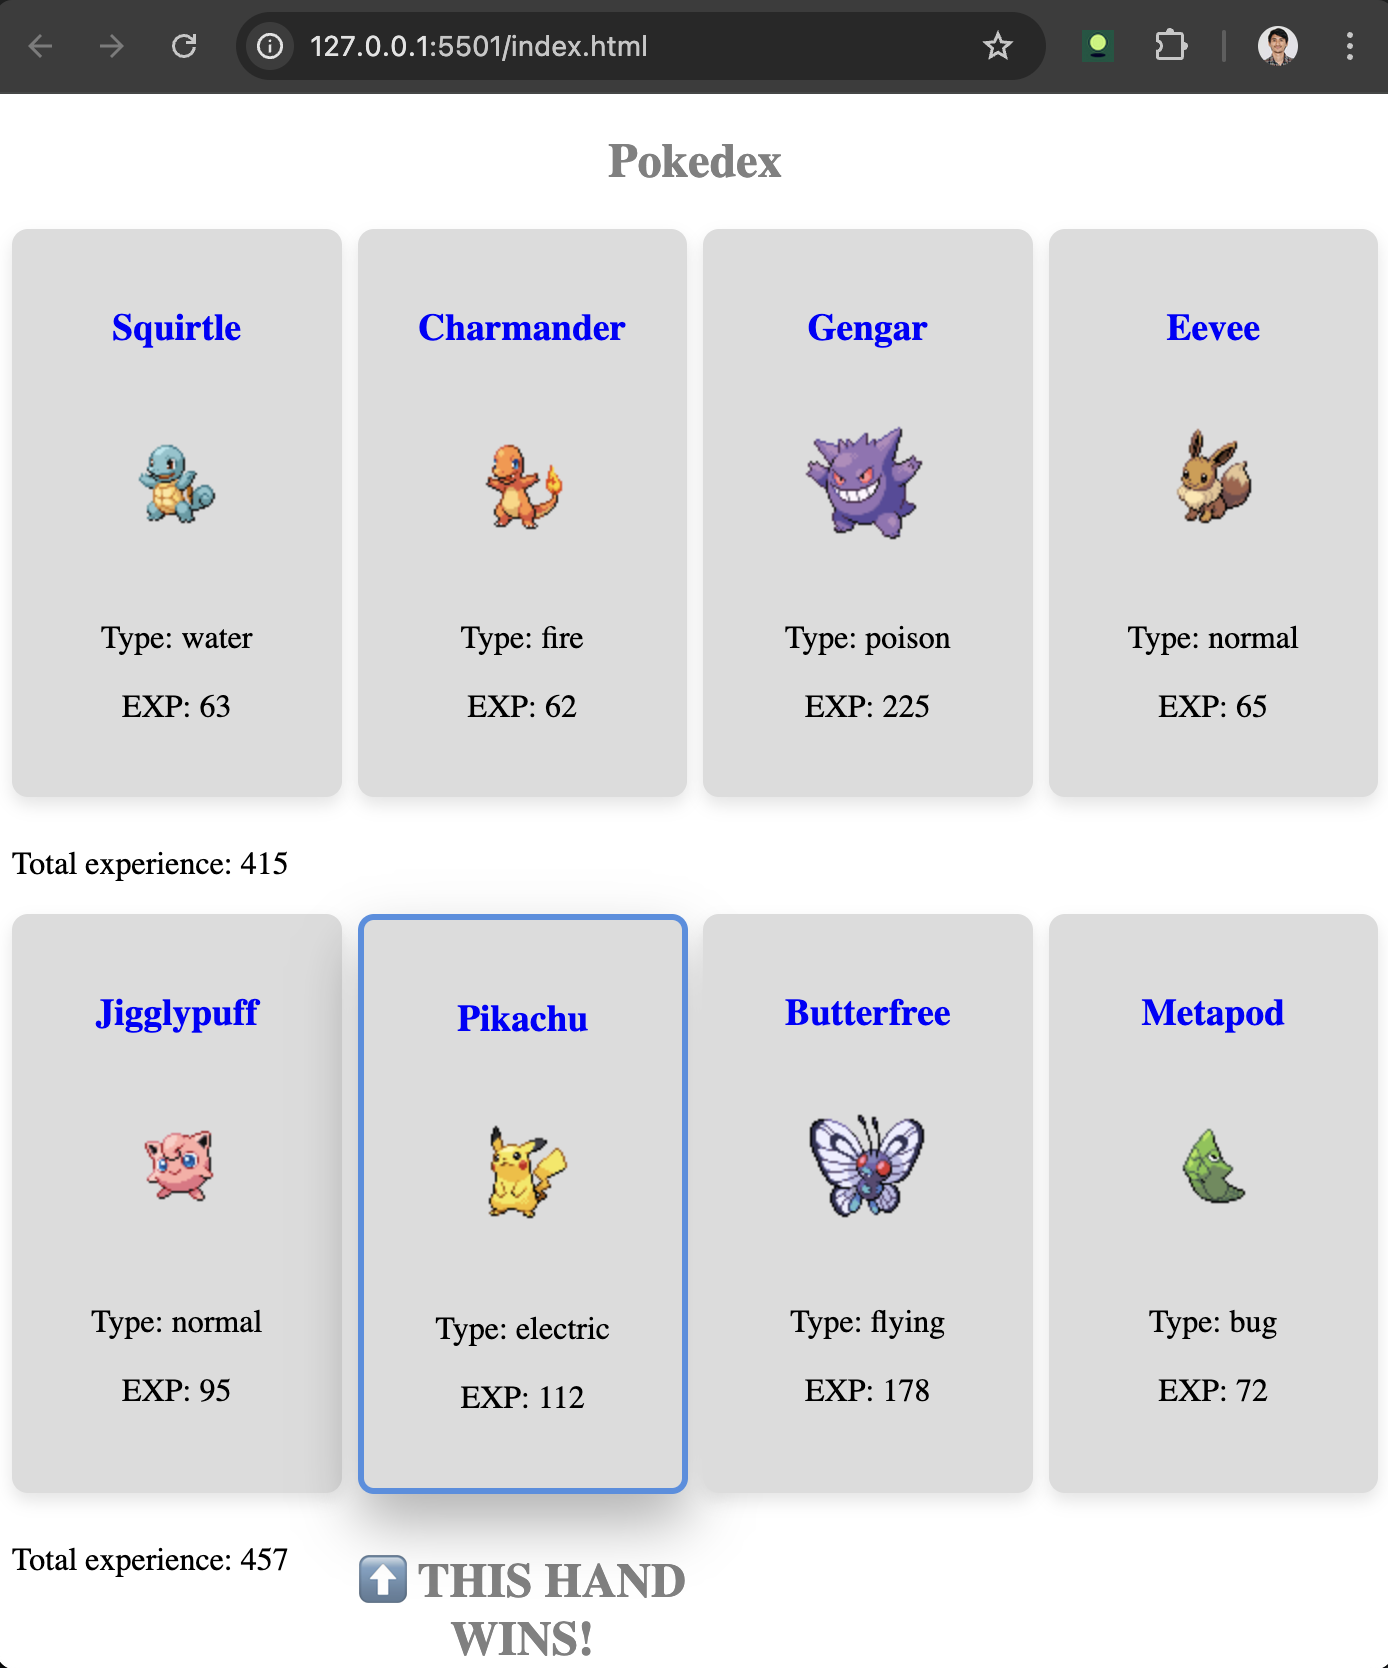 127.0.0.1:5501/index.html
Pokedex
Squirtle
Type: water
EXP: 63
Charmander
Type: fire
EXP: 62
Gengar
Type: poison
EXP: 225
Eevee
Type: normal
EXP: 65
Total experience: 415
Jigglypuff
Type: normal
EXP: 95
Pikachu
Type: electric
EXP: 112
Butterfree
Type: flying
EXP: 178
Metapod
Type: bug
EXP: 72
Total experience: 457
⬆️ THIS HAND
WINS!